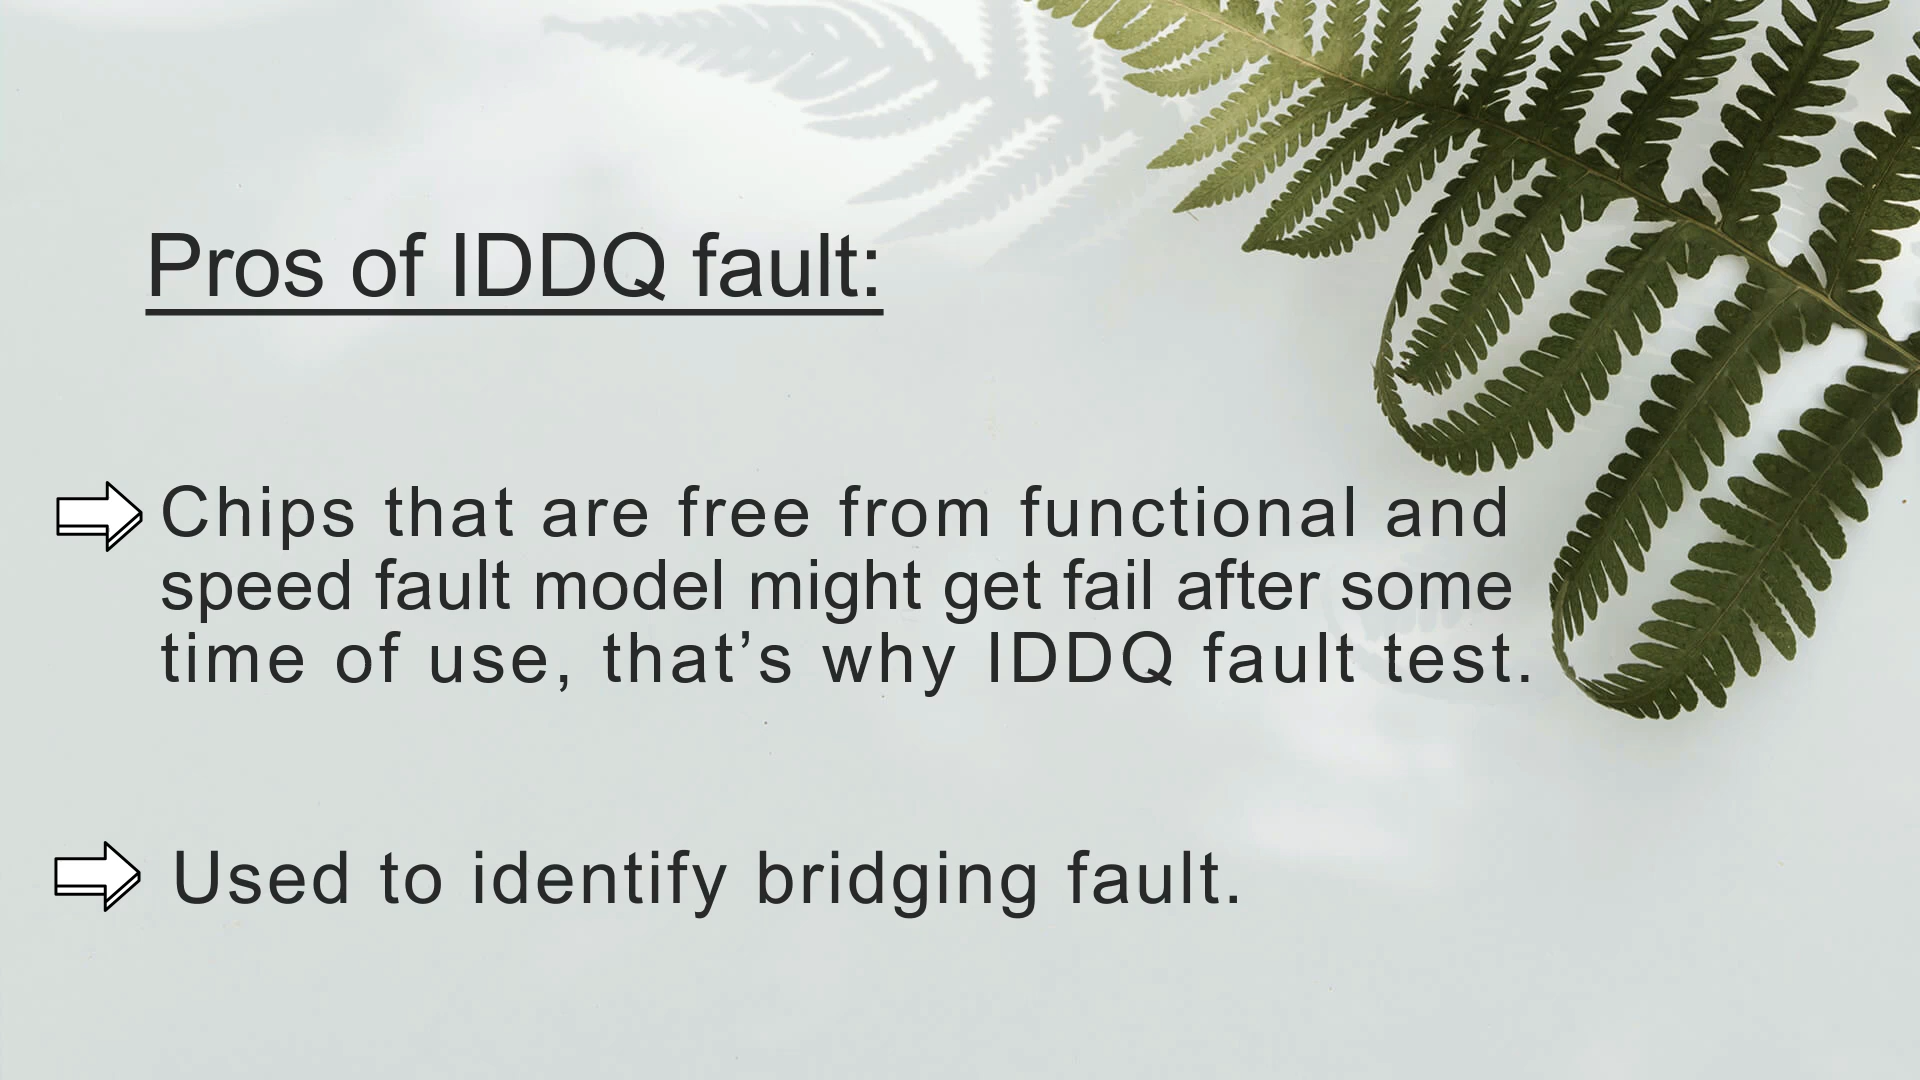 Pros of IDDQ fault:
Chips that are free from functional and
speed fault model might get fail after some
time of use, that’s why IDDQ fault test.
Used to identify bridging fault.